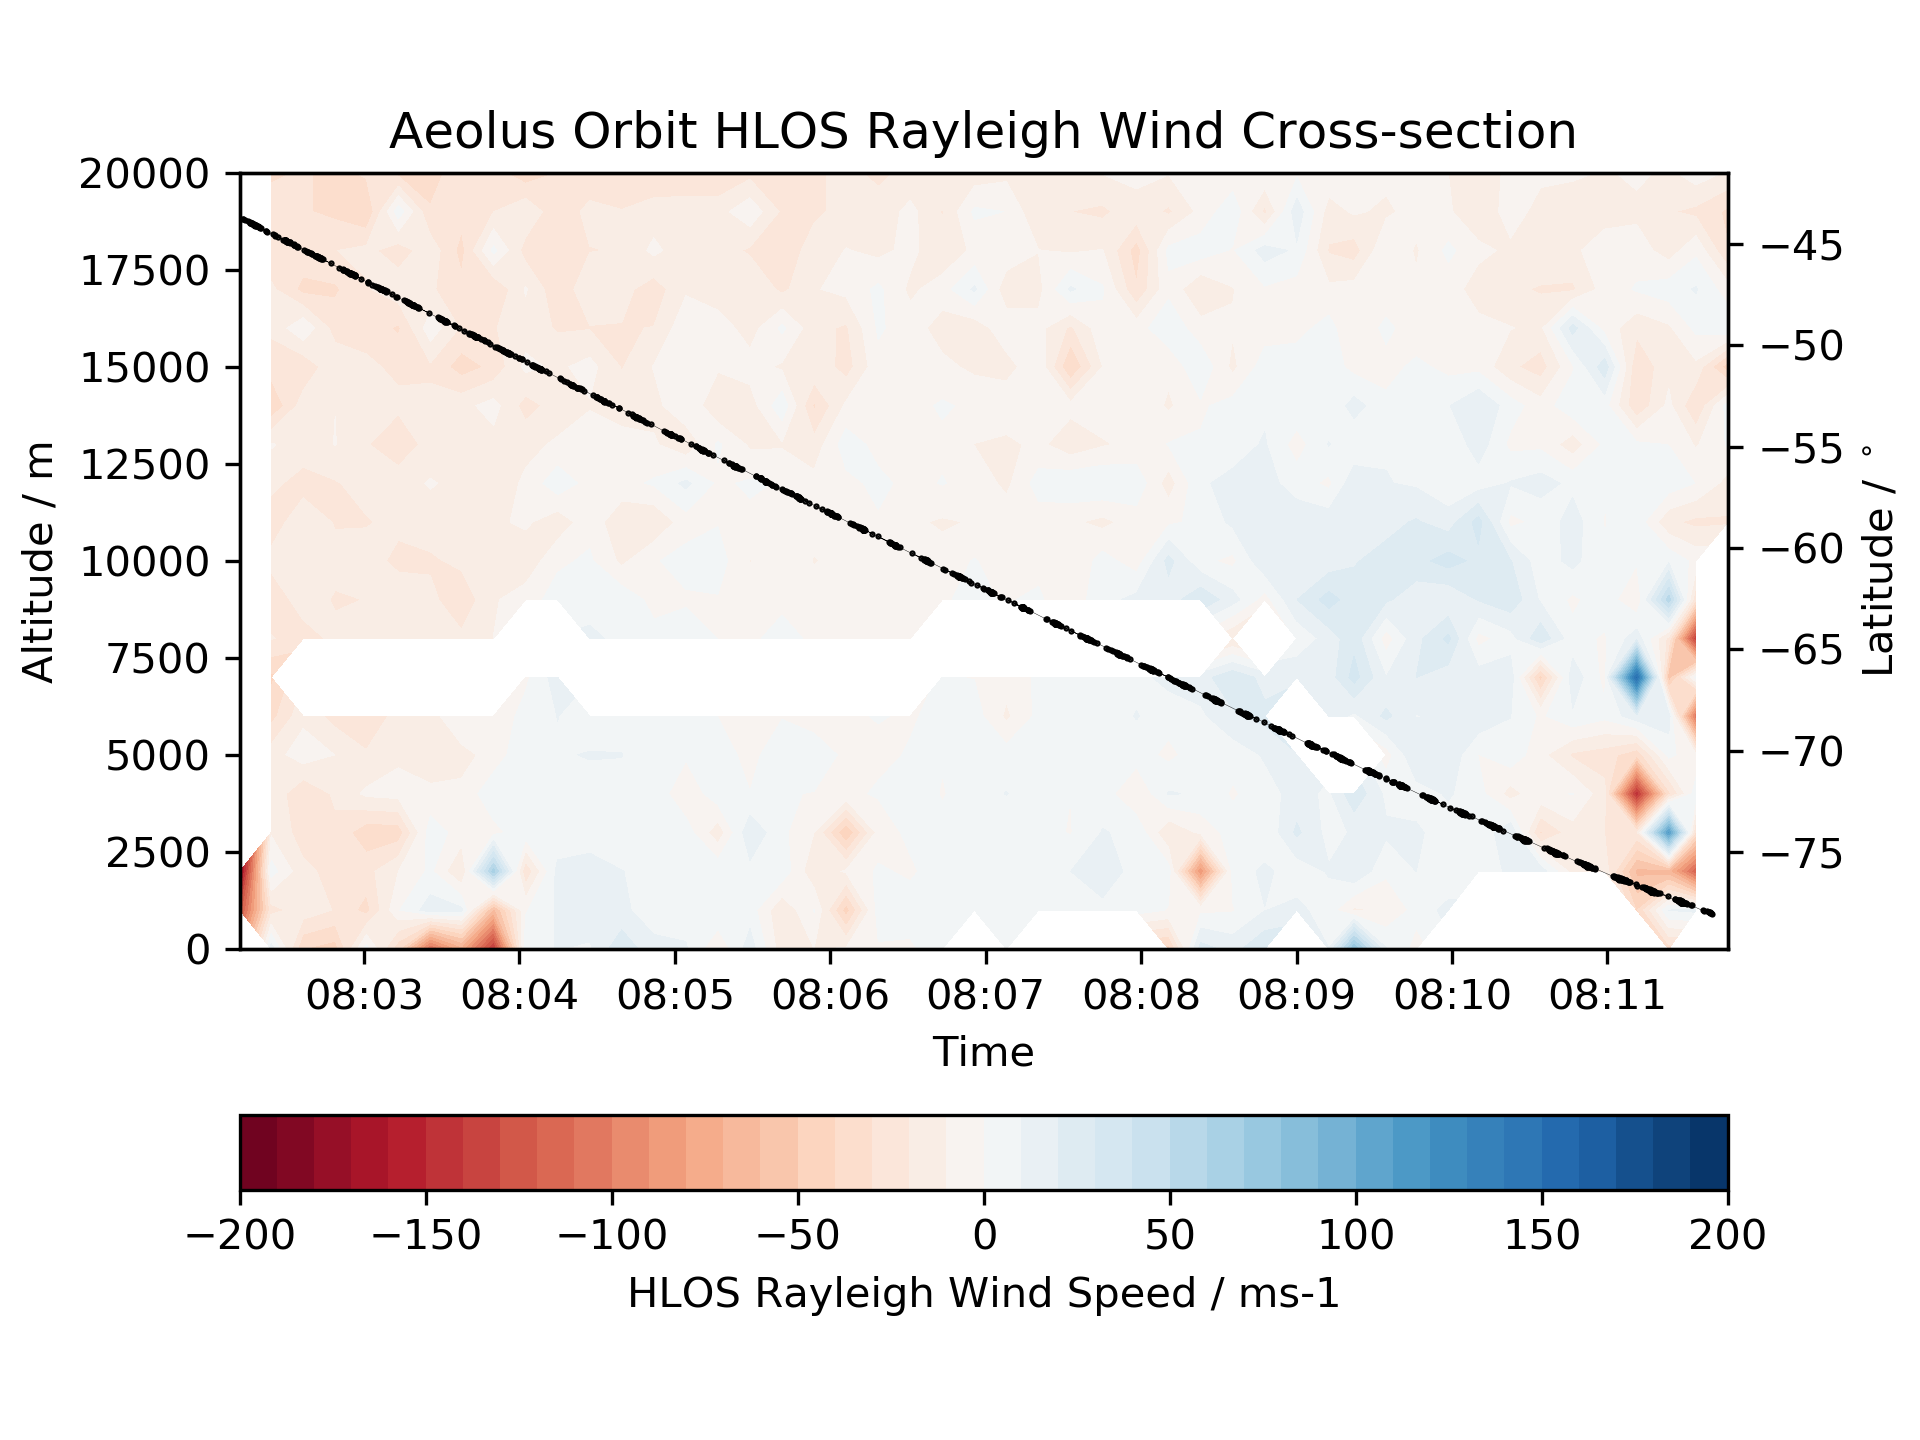 Aeolus Orbit HLOS Rayleigh Wind Cross-section
20000
17500
15000
12500
10000
7500
5000
2500
0
Altitude / m
−45
−50
−55
−60
−65
−70
−75
Latitude / °
08:03 08:04 08:05 08:06 08:07 08:08 08:09 08:10 08:11
Time
−200 −150 −100 −50 0 50 100 150 200
HLOS Rayleigh Wind Speed / ms-1